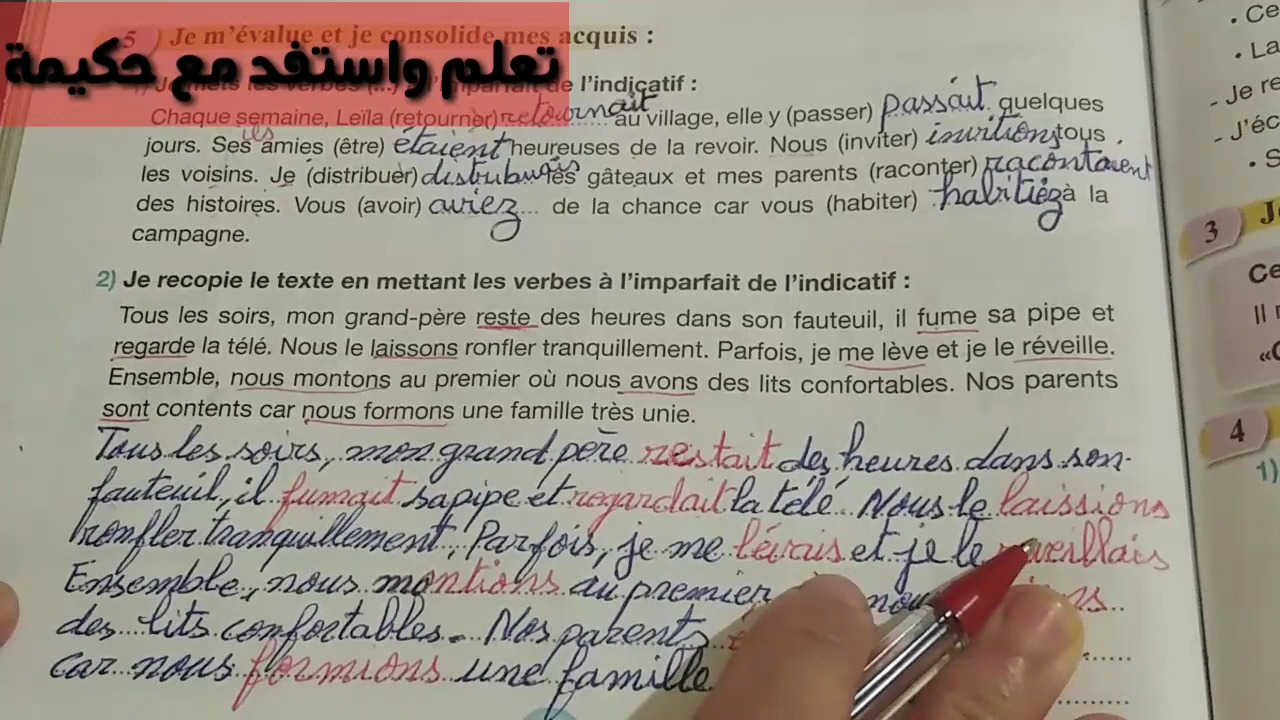 5 Je m'évalue et je consolide mes acquis :
تعلم واستفد مع حكيمة
1) Je mets les verbes (...) à l'imparfait de l'indicatif :
Chaque semaine, Leïla (retourner) retournait au village, elle y (passer) passait quelques
ils
jours. Ses amies (être) étaient heureuses de la revoir. Nous (inviter) invitions tous
les voisins. Je (distribuer) distribuais les gâteaux et mes parents (raconter) racontaient
des histoires. Vous (avoir) aviez de la chance car vous (habiter) habitiez à la
campagne.
2) Je recopie le texte en mettant les verbes à l'imparfait de l'indicatif :
Tous les soirs, mon grand-père reste des heures dans son fauteuil, il fume sa pipe et
regarde la télé. Nous le laissons ronfler tranquillement. Parfois, je me lève et je le réveille.
Ensemble, nous montons au premier où nous avons des lits confortables. Nos parents
sont contents car nous formons une famille très unie.
Tous les soirs, mon grand père restait des heures dans son
fauteuil, il fumait sa pipe et regardait la télé. Nous le laissions
ronfler tranquillement, Parfois, je me lévais et je le
Ensemble, nous montions au premier
des lits confortables. Nos parents
car nous formions une famille
• Ce
• La
- Je re
- J'éc
• S
3 Je
Ce
Il
«C
4
1)